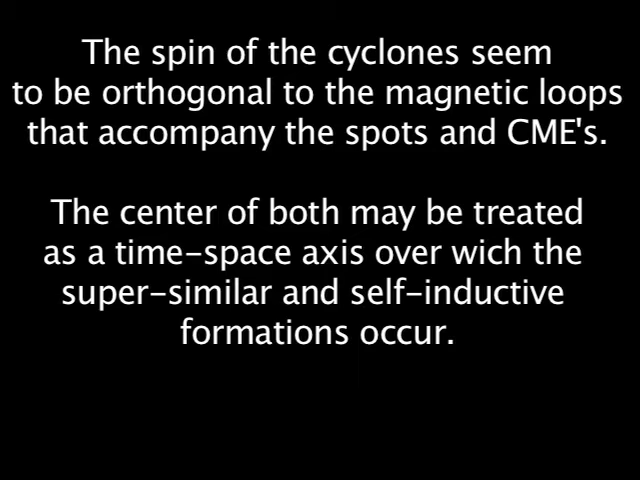 The spin of the cyclones seem
to be orthogonal to the magnetic loops
that accompany the spots and CME's.
The center of both may be treated
as a time-space axis over wich the
super-similar and self-inductive
formations occur.